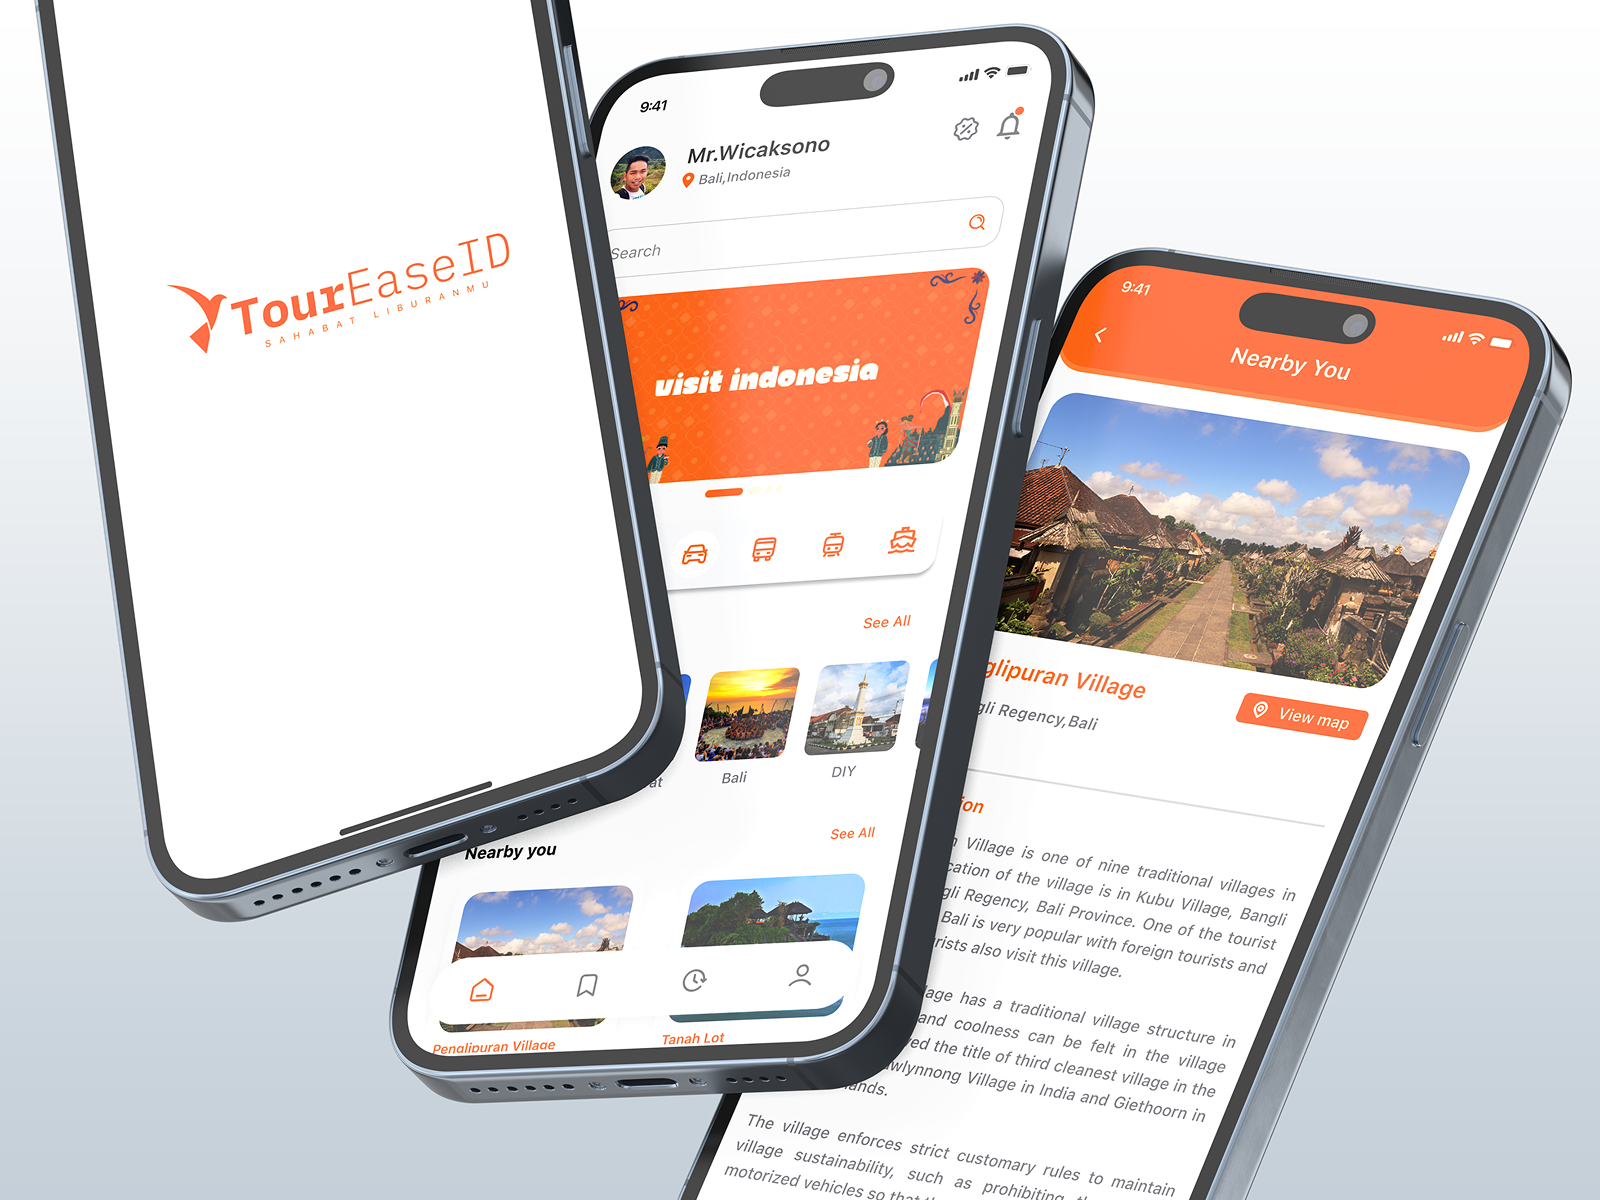 TourEaseID
SAHABAT LIBURANMU
9:41
Mr.Wicaksono
Bali,Indonesia
Search
visit indonesia
See All
at
Bali
DIY
See All
Nearby you
Penglipuran Village
Tanah Lot
9:41
Nearby You
glipuran Village
gli Regency,Bali
View map
ion
n Village is one of nine traditional villages in
cation of the village is in Kubu Village, Bangli
gli Regency, Bali Province. One of the tourist
Bali is very popular with foreign tourists and
urists also visit this village.
lage has a traditional village structure in
and coolness can be felt in the village
red the title of third cleanest village in the
awlynnong Village in India and Giethoorn in
lands.
The village enforces strict customary rules to maintain
village sustainability, such as prohibiting
motorized vehicles so that